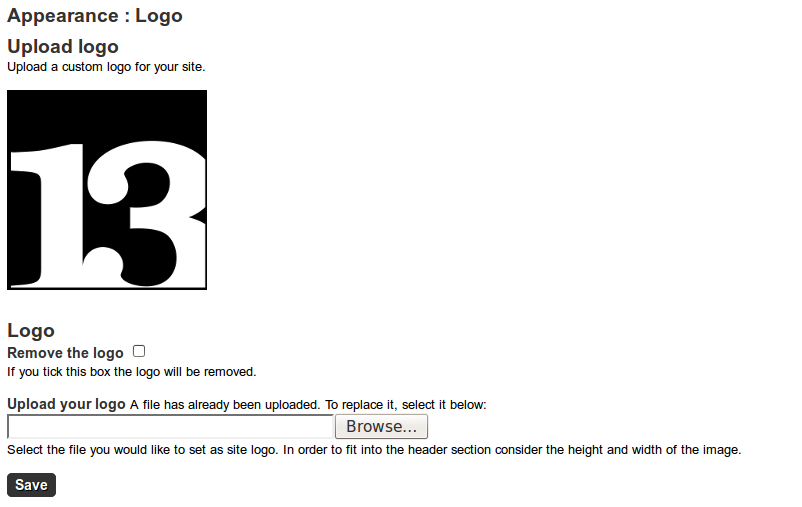 Appearance : Logo
Upload logo
Upload a custom logo for your site.
13
Logo
Remove the logo
If you tick this box the logo will be removed.
Upload your logo A file has already been uploaded. To replace it, select it below:
Browse...
Select the file you would like to set as site logo. In order to fit into the header section consider the height and width of the image.
Save